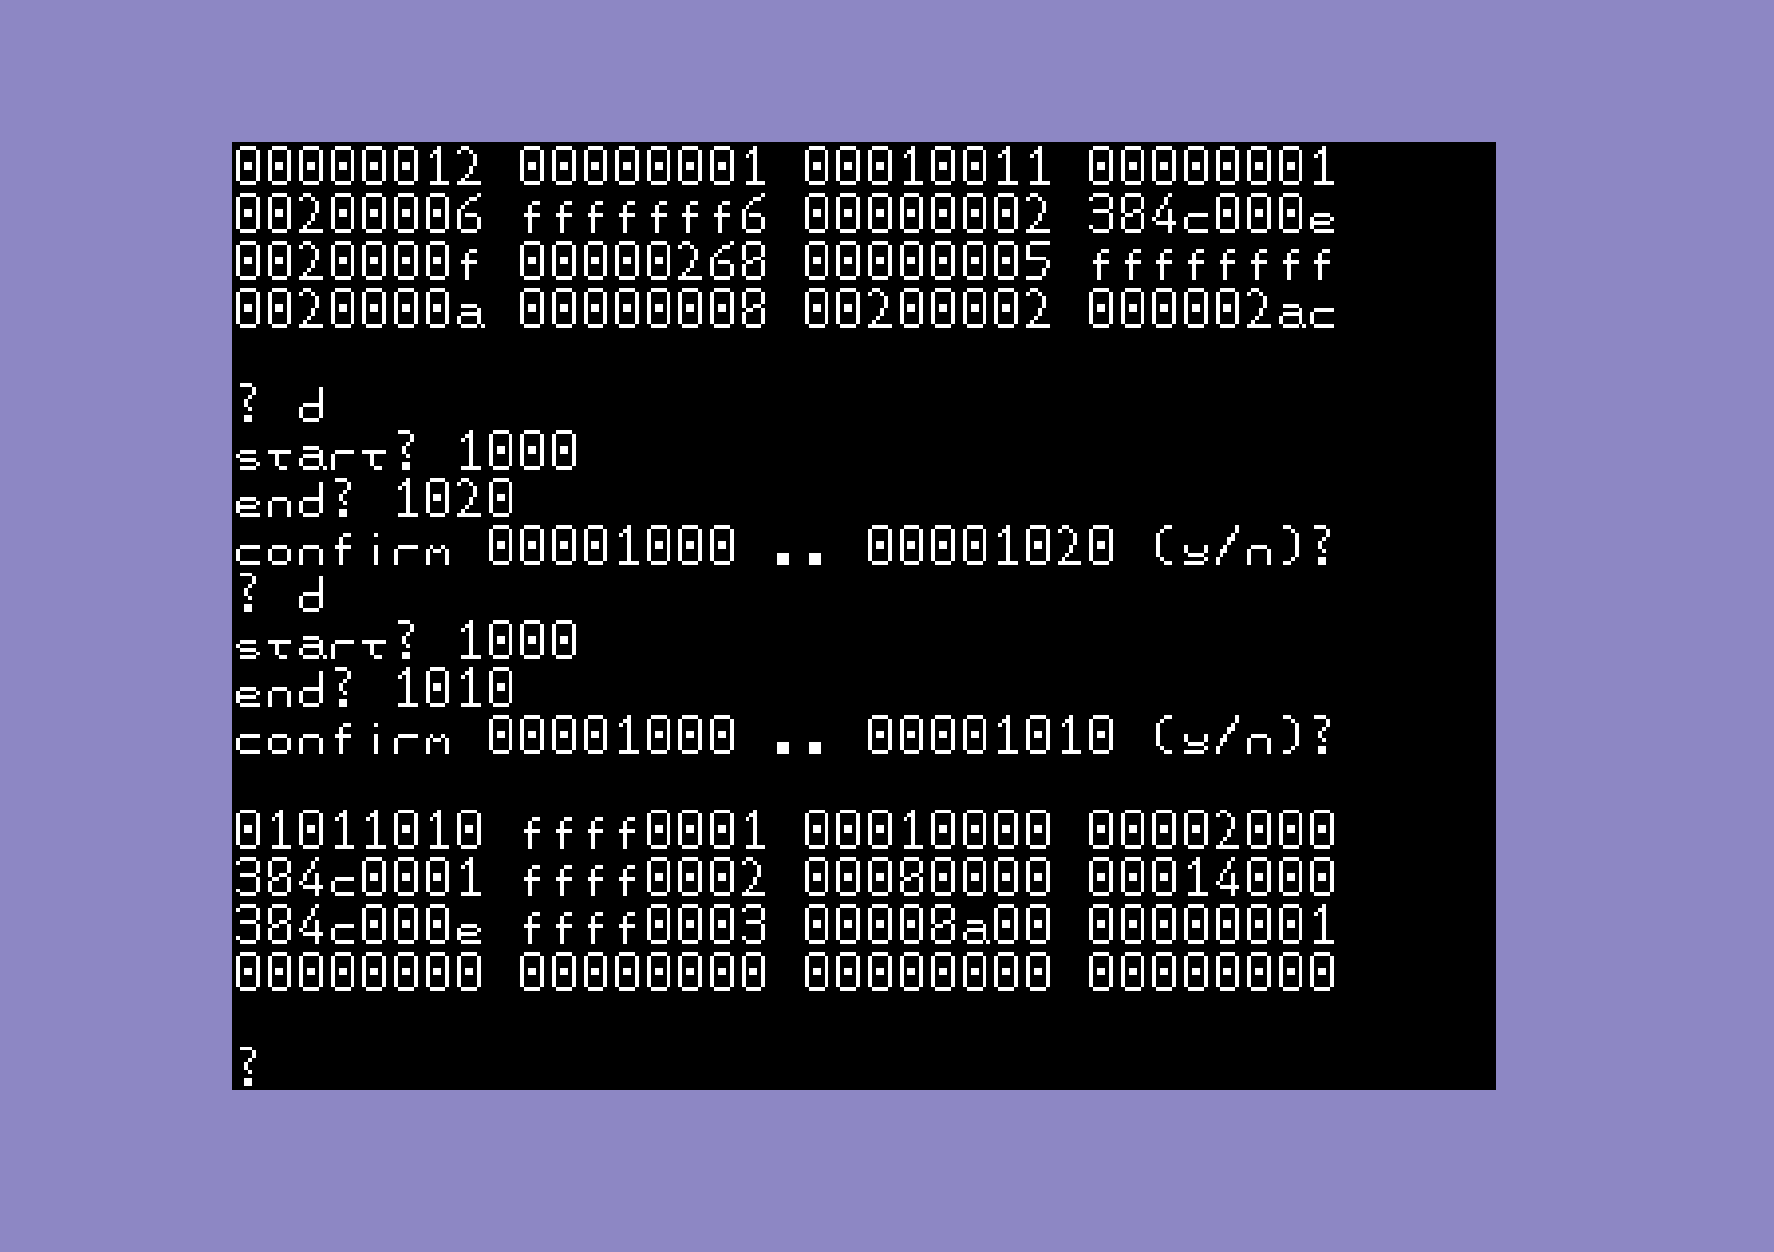 00000012 00000001 00010011 00000001
00200006 fffffff6 00000002 384c000e
0020000f 00000268 00000005 ffffffff
0020000a 00000008 00200002 000002ac
? d
start? 1000
end? 1020
confirm 00001000 .. 00001020 (y/n)?
? d
start? 1000
end? 1010
confirm 00001000 .. 00001010 (y/n)?
01011010 ffff0001 00010000 00002000
384c0001 ffff0002 00080000 00014000
384c000e ffff0003 00008a00 00000001
00000000 00000000 00000000 00000000
?